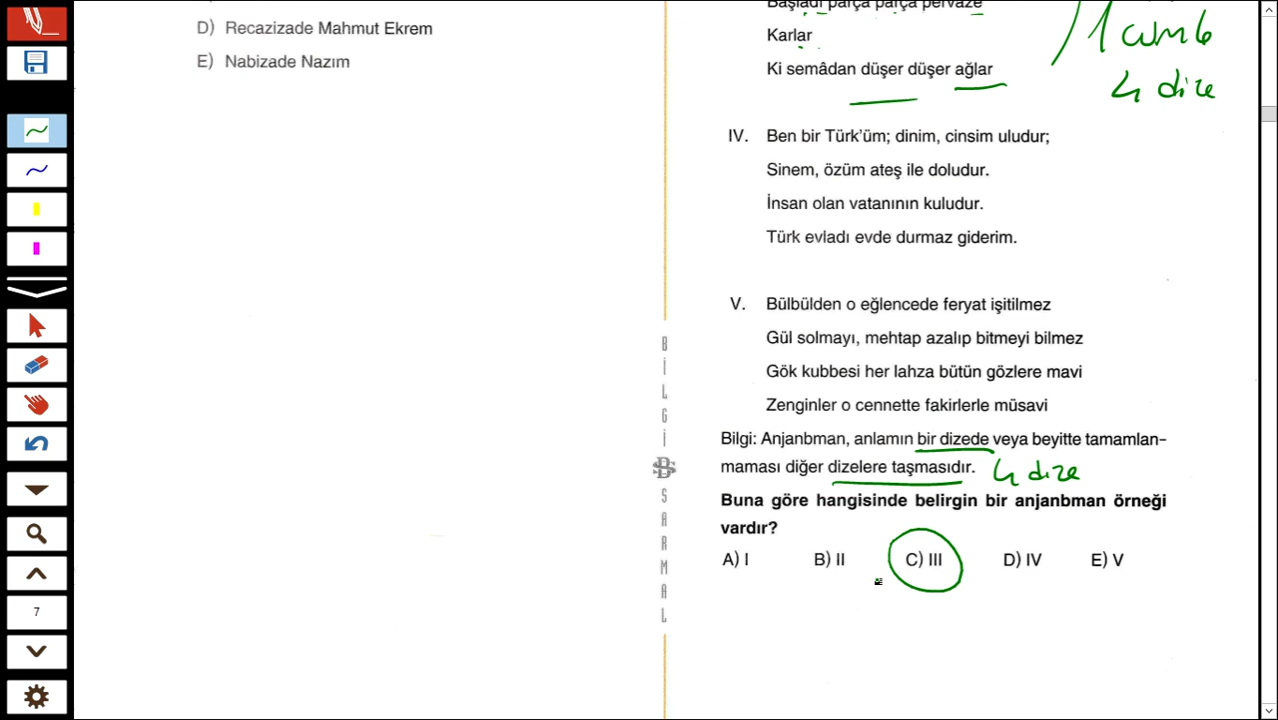 D) Recazizade Mahmut Ekrem
E) Nabizade Nazım
Başladı parça parça pervaze
Karlar
Ki semâdan düşer düşer ağlar
1 cümle
4 dize
IV. Ben bir Türk'üm; dinim, cinsim uludur;
Sinem, özüm ateş ile doludur.
İnsan olan vatanının kuludur.
Türk evladı evde durmaz giderim.
V. Bülbülden o eğlencede feryat işitilmez
Gül solmayı, mehtap azalıp bitmeyi bilmez
Gök kubbesi her lahza bütün gözlere mavi
Zenginler o cennette fakirlerle müsavi
Bilgi: Anjanbman, anlamın bir dizede veya beyitte tamamlan-
maması diğer dizelere taşmasıdır.
4 dize
Buna göre hangisinde belirgin bir anjanbman örneği
vardır?
A) I B) II C) III D) IV E) V
BİLGİ SARMAL
7